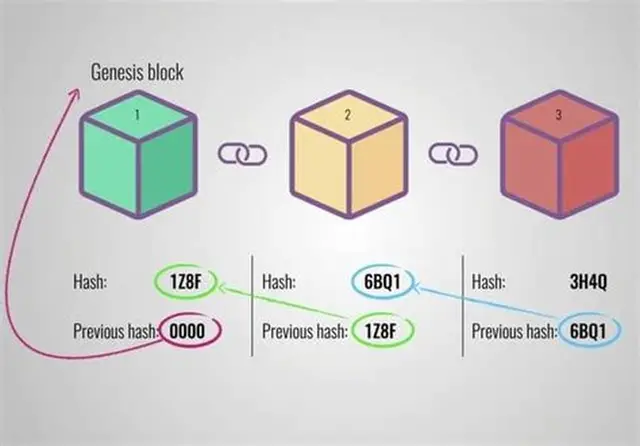 Genesis block
1
2
3
Hash: 1Z8F
Previous hash: 0000
Hash: 6BQ1
Previous hash: 1Z8F
Hash: 3H4Q
Previous hash: 6BQ1